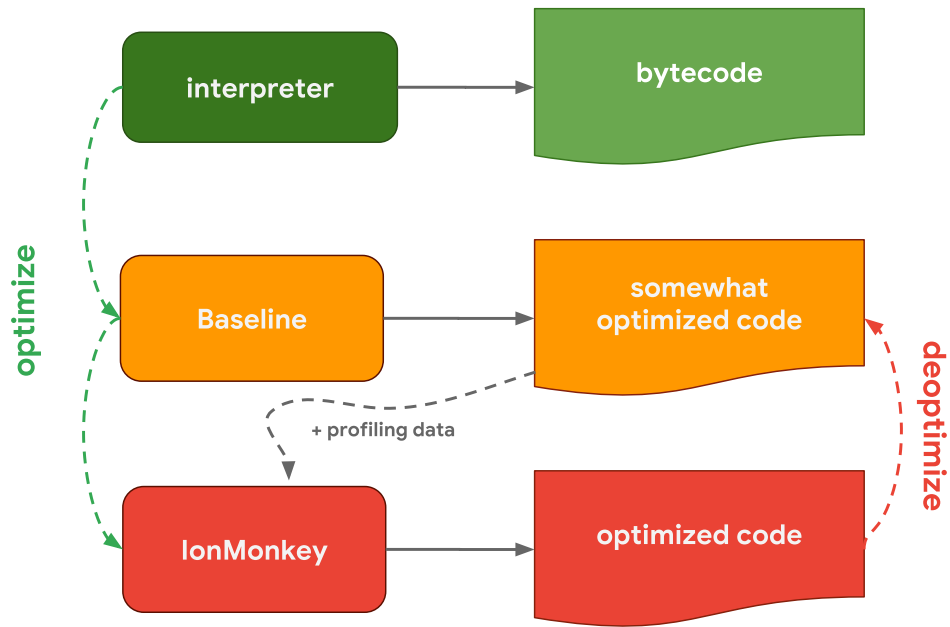 interpreter
bytecode
optimize
Baseline
somewhat
optimized code
deoptimize
+ profiling data
IonMonkey
optimized code